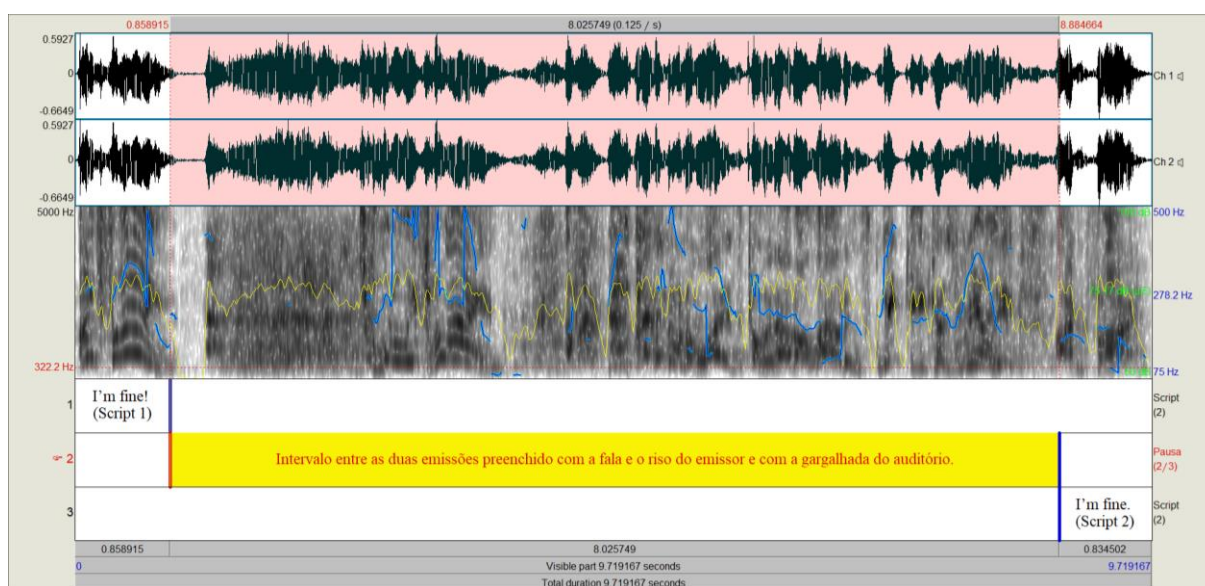 0.858915 8.025749 (0.125 / s) 8.884664
0.5927
0
-0.6649
Ch 1
0.5927
0
-0.6649
Ch 2
5000 Hz
500 Hz
278.2 Hz
322.2 Hz
75 Hz
1
I'm fine!
(Script 1)
Script
(2)
2
Intervalo entre as duas emissões preenchido com a fala e o riso do emissor e com a gargalhada do auditório.
Pausa
(2/3)
3
I'm fine.
(Script 2)
Script
(2)
0.858915 8.025749 0.834502
0 Visible part 9.719167 seconds 9.719167
Total duration 9.719167 seconds